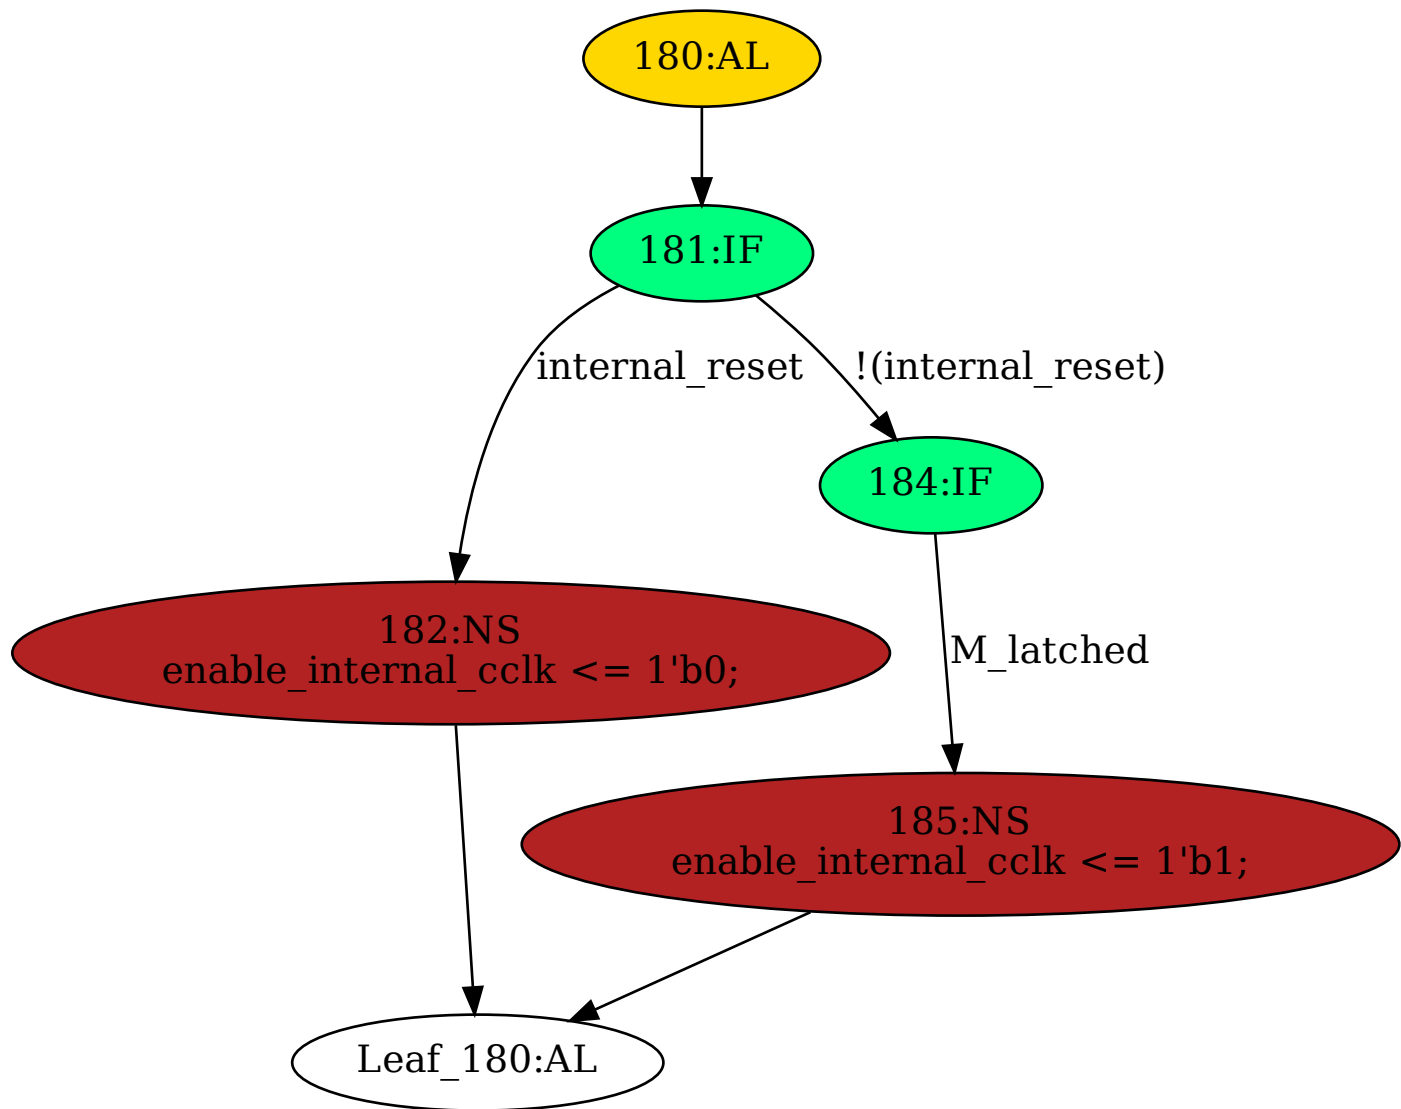 180:AL
181:IF
internal_reset
!(internal_reset)
184:IF
182:NS
enable_internal_cclk <= 1'b0;
M_latched
185:NS
enable_internal_cclk <= 1'b1;
Leaf_180:AL